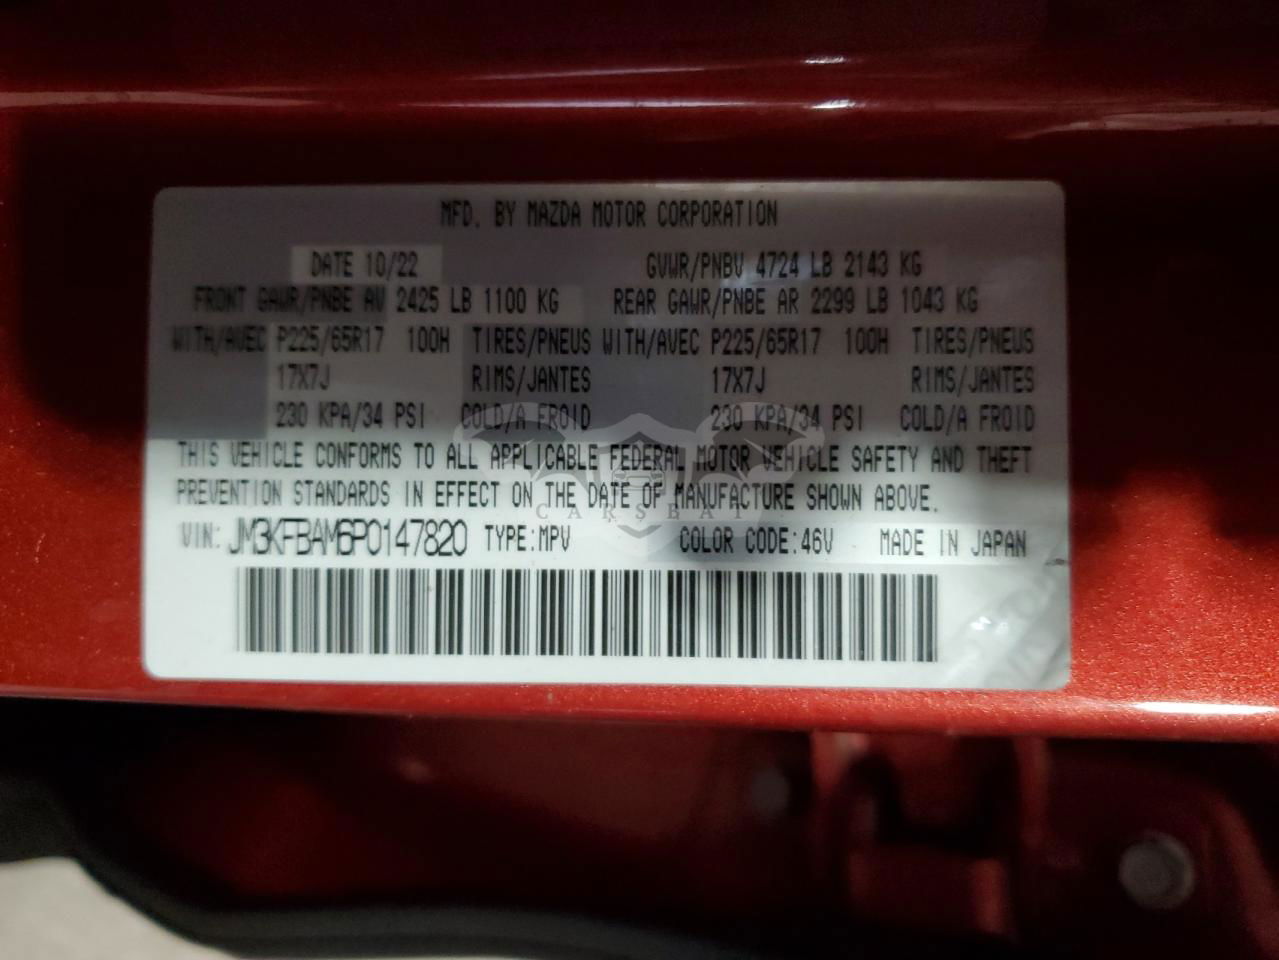 MFD. BY MAZDA MOTOR CORPORATION
DATE 10/22 GVWR/PNBV 4724 LB 2143 KG
FRONT GAWR/PNBE AV 2425 LB 1100 KG REAR GAWR/PNBE AR 2299 LB 1043 KG
WITH/AVEC P225/65R17 100H TIRES/PNEUS WITH/AVEC P225/65R17 100H TIRES/PNEUS
17X7J RIMS/JANTES 17X7J RIMS/JANTES
230 KPA/34 PSI COLD/A FROID 230 KPA/34 PSI COLD/A FROID
THIS VEHICLE CONFORMS TO ALL APPLICABLE FEDERAL MOTOR VEHICLE SAFETY AND THEFT
PREVENTION STANDARDS IN EFFECT ON THE DATE OF MANUFACTURE SHOWN ABOVE.
CARSBAT
VIN: JM3KFBAM6P0147820 TYPE:MPV COLOR CODE:46V MADE IN JAPAN